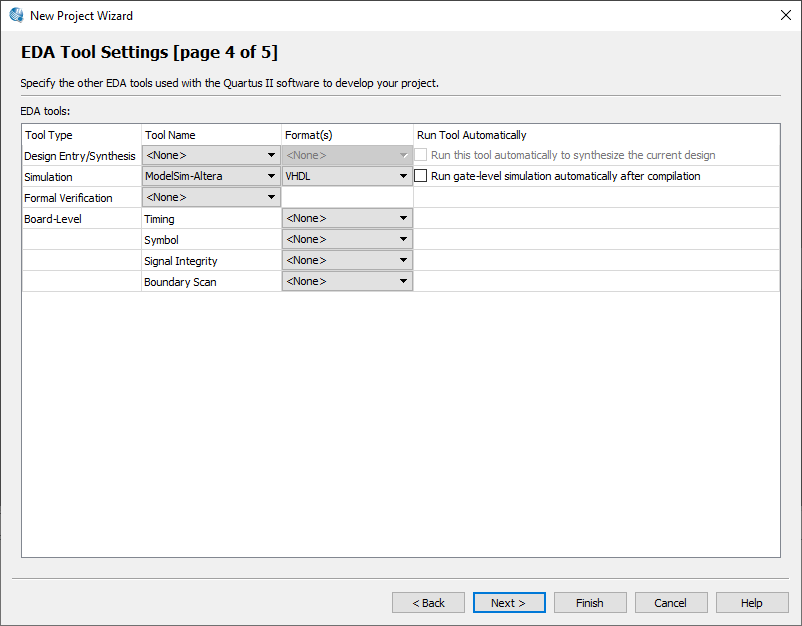 New Project Wizard
EDA Tool Settings [page 4 of 5]
Specify the other EDA tools used with the Quartus II software to develop your project.
EDA tools:
Tool Type Tool Name Format(s) Run Tool Automatically
Design Entry/Synthesis <None> <None> Run this tool automatically to synthesize the current design
Simulation ModelSim-Altera VHDL Run gate-level simulation automatically after compilation
Formal Verification <None>
Board-Level Timing <None>
Symbol <None>
Signal Integrity <None>
Boundary Scan <None>
< Back Next > Finish Cancel Help